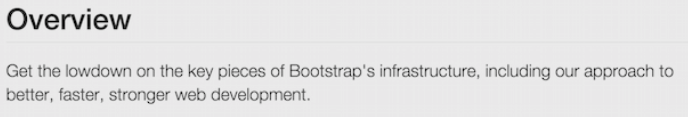 Overview
Get the lowdown on the key pieces of Bootstrap's infrastructure, including our approach to
better, faster, stronger web development.